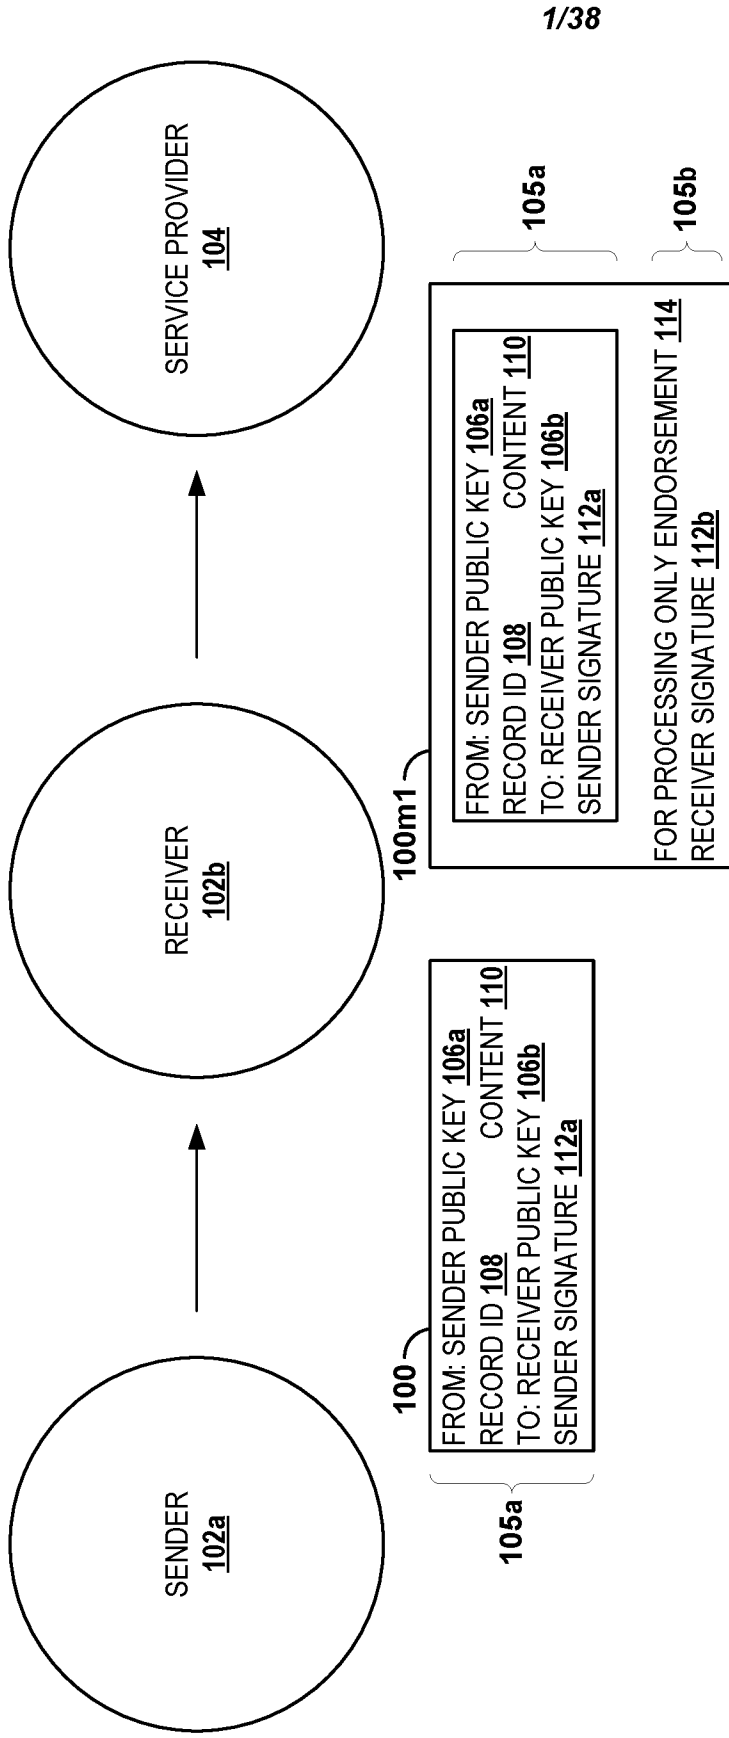 1/38
SENDER
102a
RECEIVER
102b
SERVICE PROVIDER
104
100
FROM: SENDER PUBLIC KEY 106a
RECORD ID 108 CONTENT 110
TO: RECEIVER PUBLIC KEY 106b
SENDER SIGNATURE 112a
105a
100m1
FROM: SENDER PUBLIC KEY 106a
RECORD ID 108 CONTENT 110
TO: RECEIVER PUBLIC KEY 106b
SENDER SIGNATURE 112a
105a
FOR PROCESSING ONLY ENDORSEMENT 114
RECEIVER SIGNATURE 112b
105b